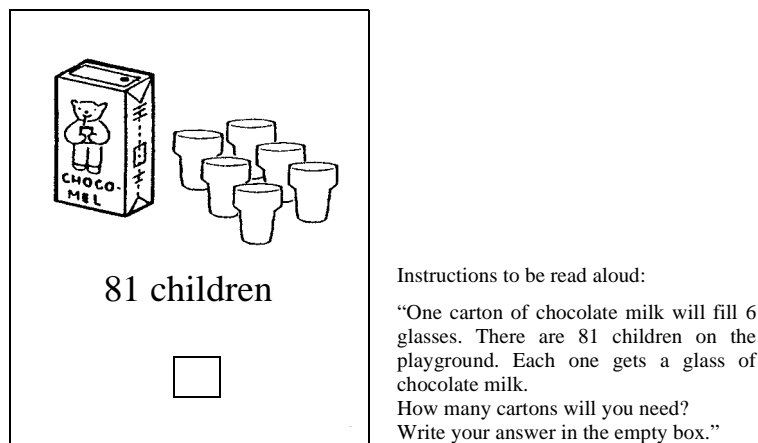 CHOCO-
MEL
81 children
Instructions to be read aloud:
“One carton of chocolate milk will fill 6
glasses. There are 81 children on the
playground. Each one gets a glass of
chocolate milk.
How many cartons will you need?
Write your answer in the empty box.”